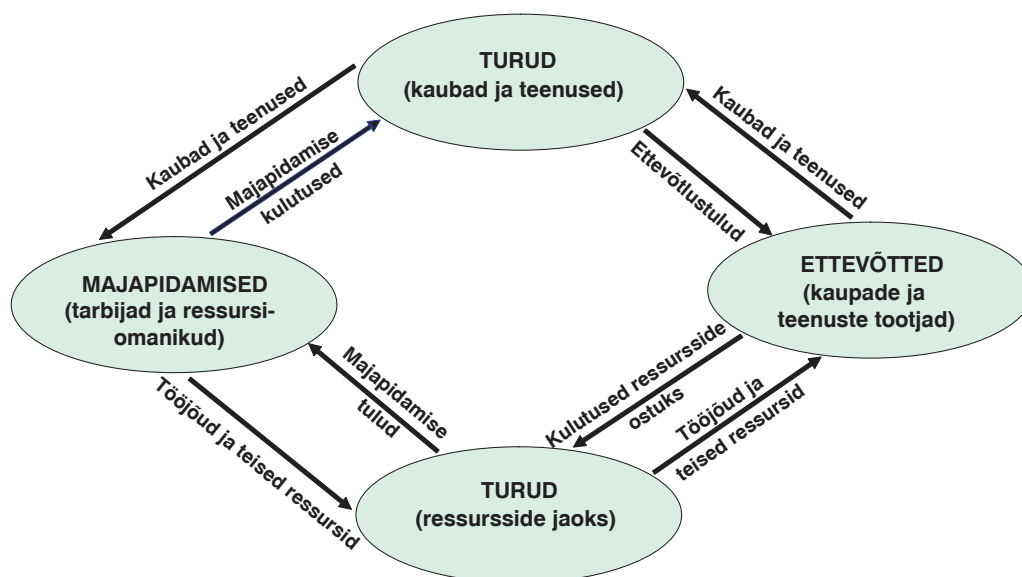 TURUD
(kaubad ja teenused)
Kaubad ja teenused
Majapidamise
kulutused
Kaubad ja teenused
Ettevõtlustulud
MAJAPIDAMISED
(tarbijad ja ressursi-
omanikud)
ETTEVÕTTED
(kaupade ja
teenuste tootjad)
Majapidamise
tulud
Tööjõud ja teised ressursid
Kulutused ressursside
ostuks
Tööjõud ja
teised ressursid
TURUD
(ressursside jaoks)